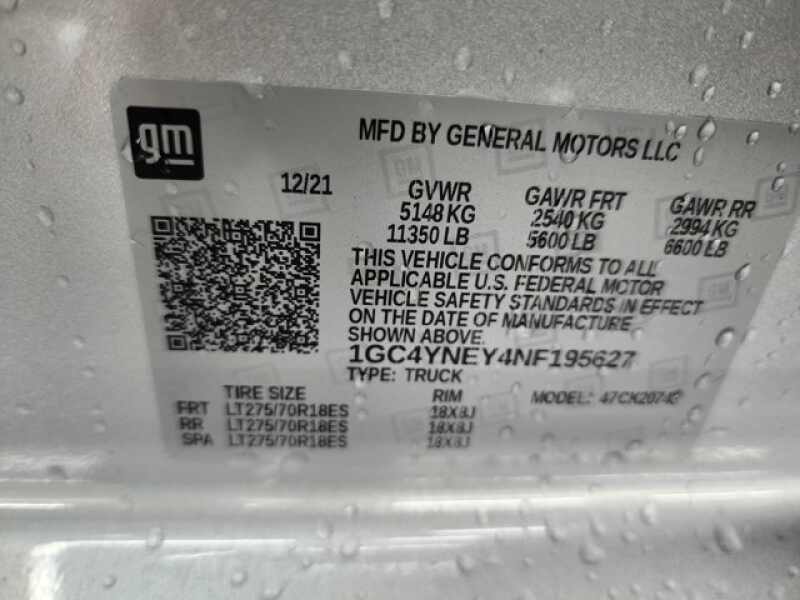 gm
MFD BY GENERAL MOTORS LLC
12/21
GVWR
5148 KG
11350 LB
GAWR FRT
2540 KG
5600 LB
GAWR RR
2994 KG
6600 LB
THIS VEHICLE CONFORMS TO ALL
APPLICABLE U.S. FEDERAL MOTOR
VEHICLE SAFETY STANDARDS IN EFFECT
ON THE DATE OF MANUFACTURE
SHOWN ABOVE.
1GC4YNEY4NF195627
TYPE: TRUCK
MODEL: 47CK20743
TIRE SIZE RIM
FRT LT275/70R18ES 18X8J
RR LT275/70R18ES 18X8J
SPA LT275/70R18ES 18X8J